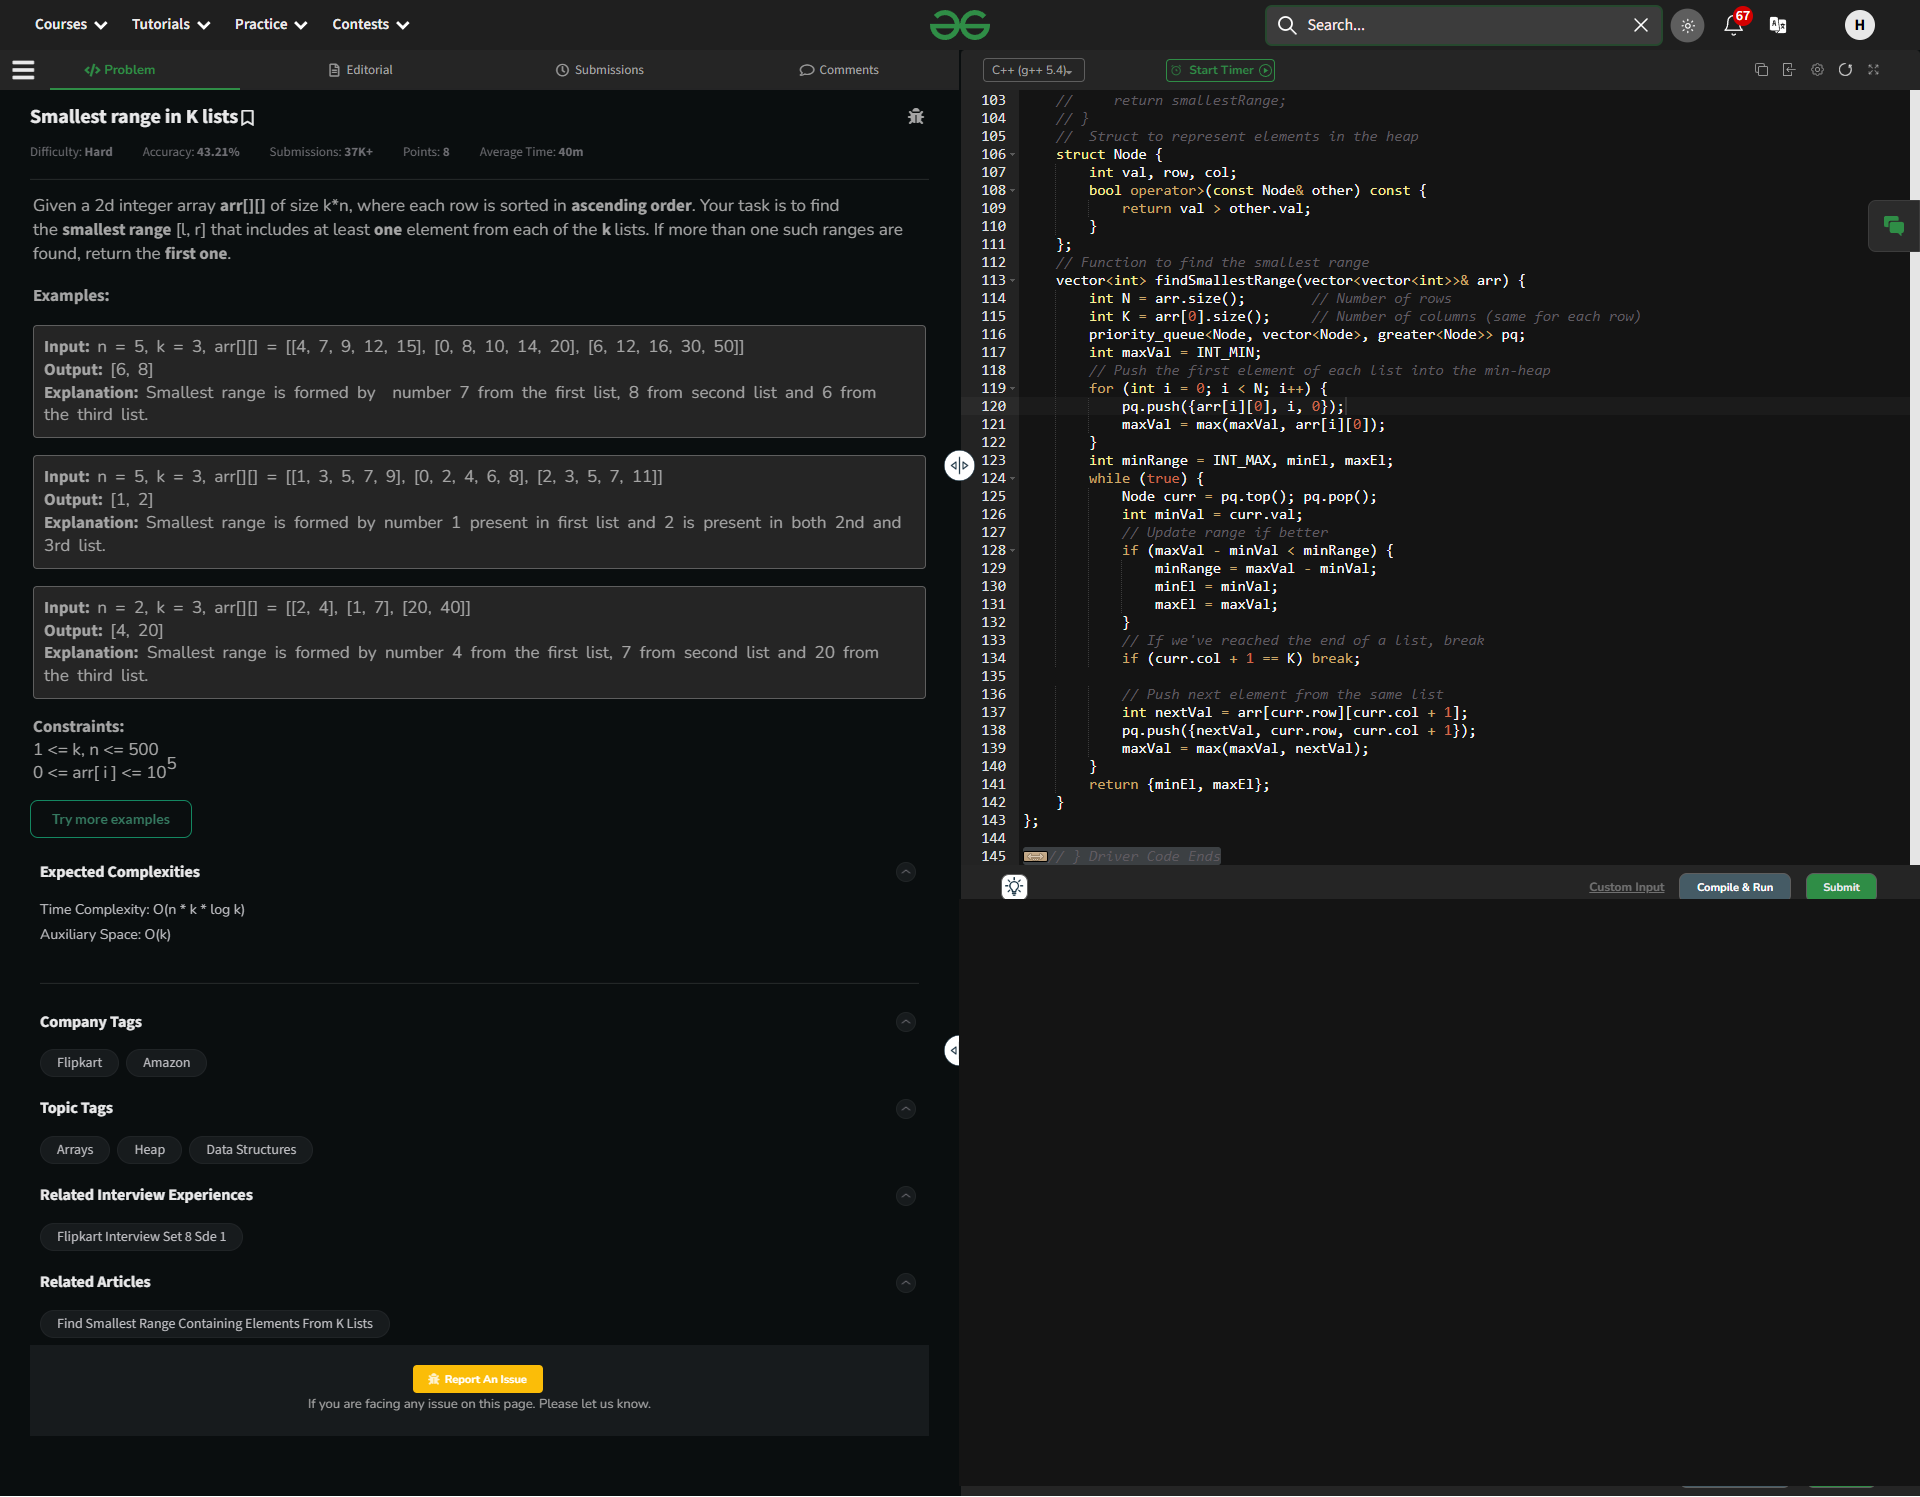 Courses
Tutorials
Practice
Contests
Search...
67
H
Problem
Editorial
Submissions
Comments
C++ (g++ 5.4)
Start Timer
Smallest range in K lists
Difficulty: Hard Accuracy: 43.21% Submissions: 37K+ Points: 8 Average Time: 40m
Given a 2d integer array arr[][] of size k*n, where each row is sorted in ascending order. Your task is to find
the smallest range [l, r] that includes at least one element from each of the k lists. If more than one such ranges are
found, return the first one.
Examples:
Input: n = 5, k = 3, arr[][] = [[4, 7, 9, 12, 15], [0, 8, 10, 14, 20], [6, 12, 16, 30, 50]]
Output: [6, 8]
Explanation: Smallest range is formed by number 7 from the first list, 8 from second list and 6 from
the third list.
Input: n = 5, k = 3, arr[][] = [[1, 3, 5, 7, 9], [0, 2, 4, 6, 8], [2, 3, 5, 7, 11]]
Output: [1, 2]
Explanation: Smallest range is formed by number 1 present in first list and 2 is present in both 2nd and
3rd list.
Input: n = 2, k = 3, arr[][] = [[2, 4], [1, 7], [20, 40]]
Output: [4, 20]
Explanation: Smallest range is formed by number 4 from the first list, 7 from second list and 20 from
the third list.
Constraints:
1 <= k, n <= 500
0 <= arr[ i ] <= 10^5
Try more examples
Expected Complexities
Time Complexity: O(n * k * log k)
Auxiliary Space: O(k)
Company Tags
Flipkart Amazon
Topic Tags
Arrays Heap Data Structures
Related Interview Experiences
Flipkart Interview Set 8 Sde 1
Related Articles
Find Smallest Range Containing Elements From K Lists
Report An Issue
If you are facing any issue on this page. Please let us know.
103 //     return smallestRange;
104 // }
105 //  Struct to represent elements in the heap
106 struct Node {
107     int val, row, col;
108     bool operator>(const Node& other) const {
109         return val > other.val;
110     }
111 };
112 // Function to find the smallest range
113 vector<int> findSmallestRange(vector<vector<int>>& arr) {
114     int N = arr.size();        // Number of rows
115     int K = arr[0].size();     // Number of columns (same for each row)
116     priority_queue<Node, vector<Node>, greater<Node>> pq;
117     int maxVal = INT_MIN;
118     // Push the first element of each list into the min-heap
119     for (int i = 0; i < N; i++) {
120         pq.push({arr[i][0], i, 0});
121         maxVal = max(maxVal, arr[i][0]);
122     }
123     int minRange = INT_MAX, minEl, maxEl;
124     while (true) {
125         Node curr = pq.top(); pq.pop();
126         int minVal = curr.val;
127         // Update range if better
128         if (maxVal - minVal < minRange) {
129             minRange = maxVal - minVal;
130             minEl = minVal;
131             maxEl = maxVal;
132         }
133         // If we've reached the end of a list, break
134         if (curr.col + 1 == K) break;
135
136         // Push next element from the same list
137         int nextVal = arr[curr.row][curr.col + 1];
138         pq.push({nextVal, curr.row, curr.col + 1});
139         maxVal = max(maxVal, nextVal);
140     }
141     return {minEl, maxEl};
142 }
143 };
144
145 // } Driver Code Ends
Custom Input
Compile & Run
Submit